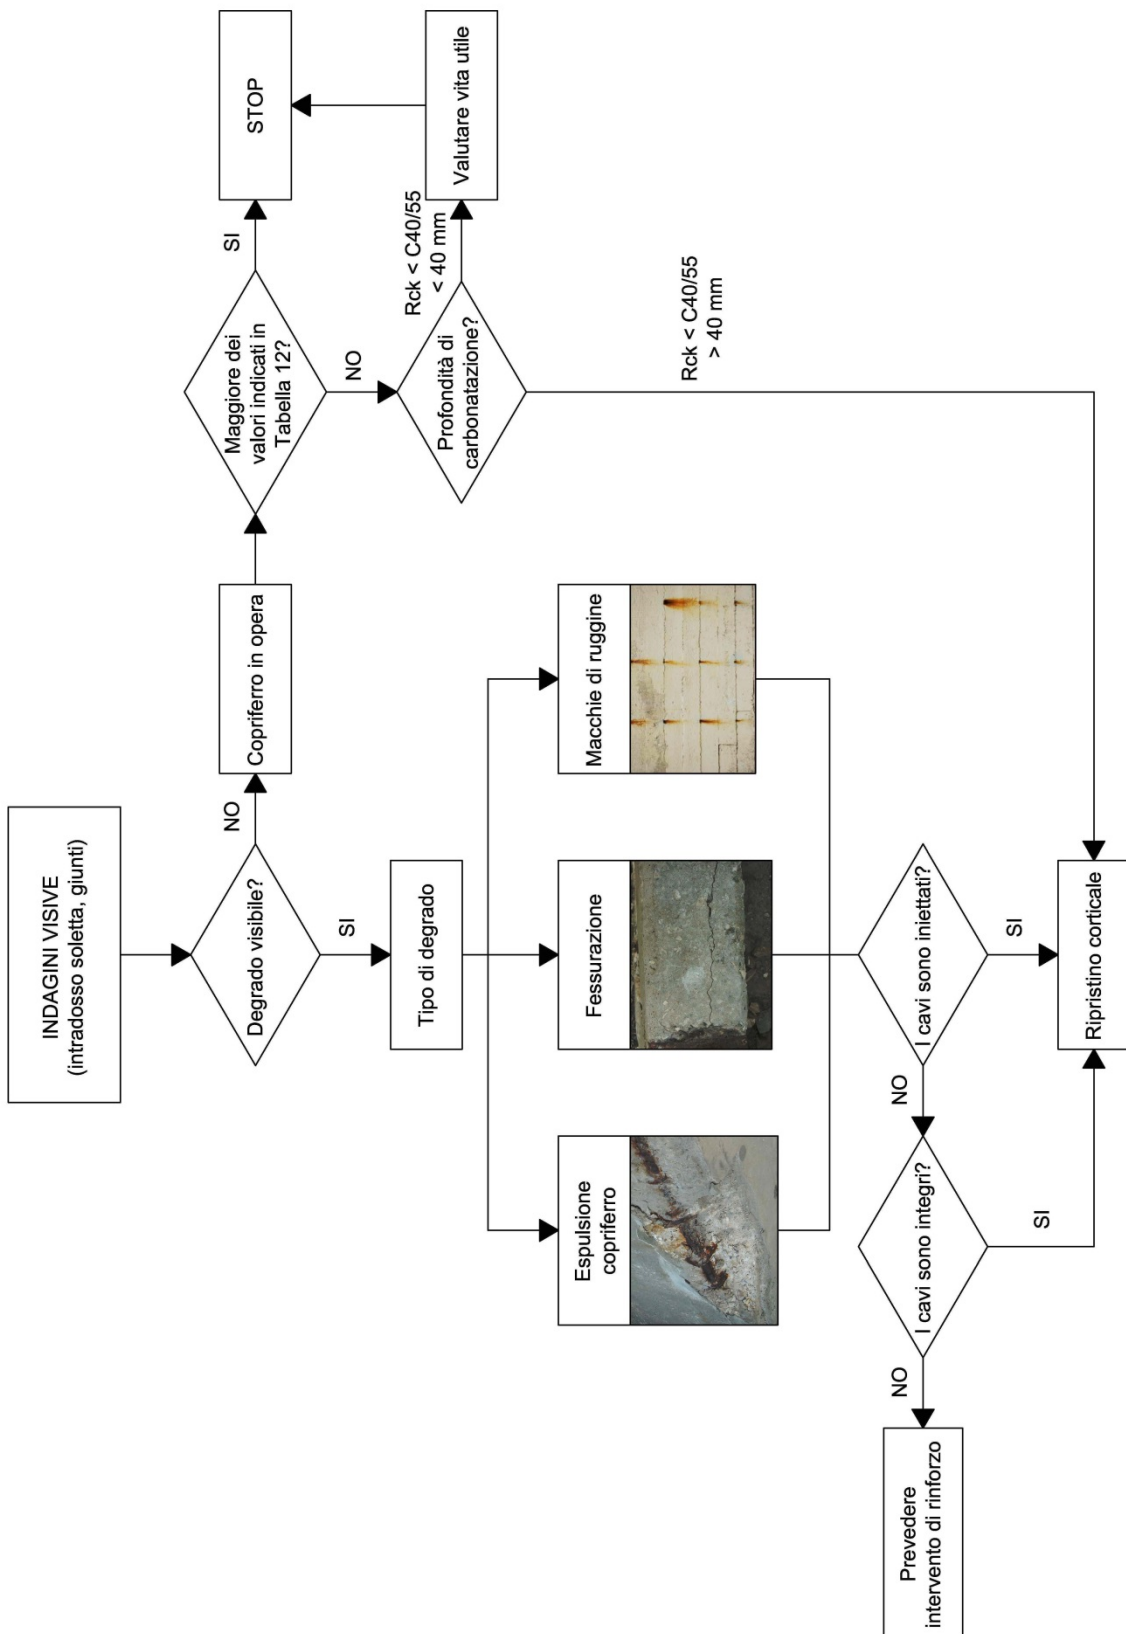 INDAGINI VISIVE
(intradosso soletta, giunti)
Degrado visibile?
NO
SI
Copriferro in opera
Maggiore dei
valori indicati in
Tabella 12?
SI
STOP
NO
Profondità di
carbonatazione?
Rck < C40/55
< 40 mm
Valutare vita utile
Rck < C40/55
> 40 mm
Tipo di degrado
Espulsione
copriferro
Fessurazione
Macchie di ruggine
I cavi sono iniettati?
NO
SI
I cavi sono integri?
NO
SI
Prevedere
intervento di rinforzo
Ripristino corticale